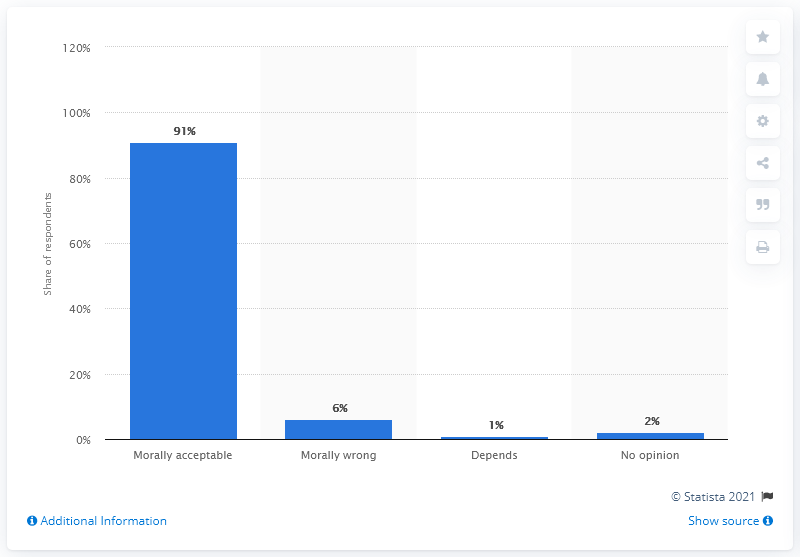 120%
100%
80%
60%
40%
20%
0%
Share of respondents
91%
6%
1%
2%
Morally acceptable
Morally wrong
Depends
No opinion
© Statista 2021
Additional Information
Show source